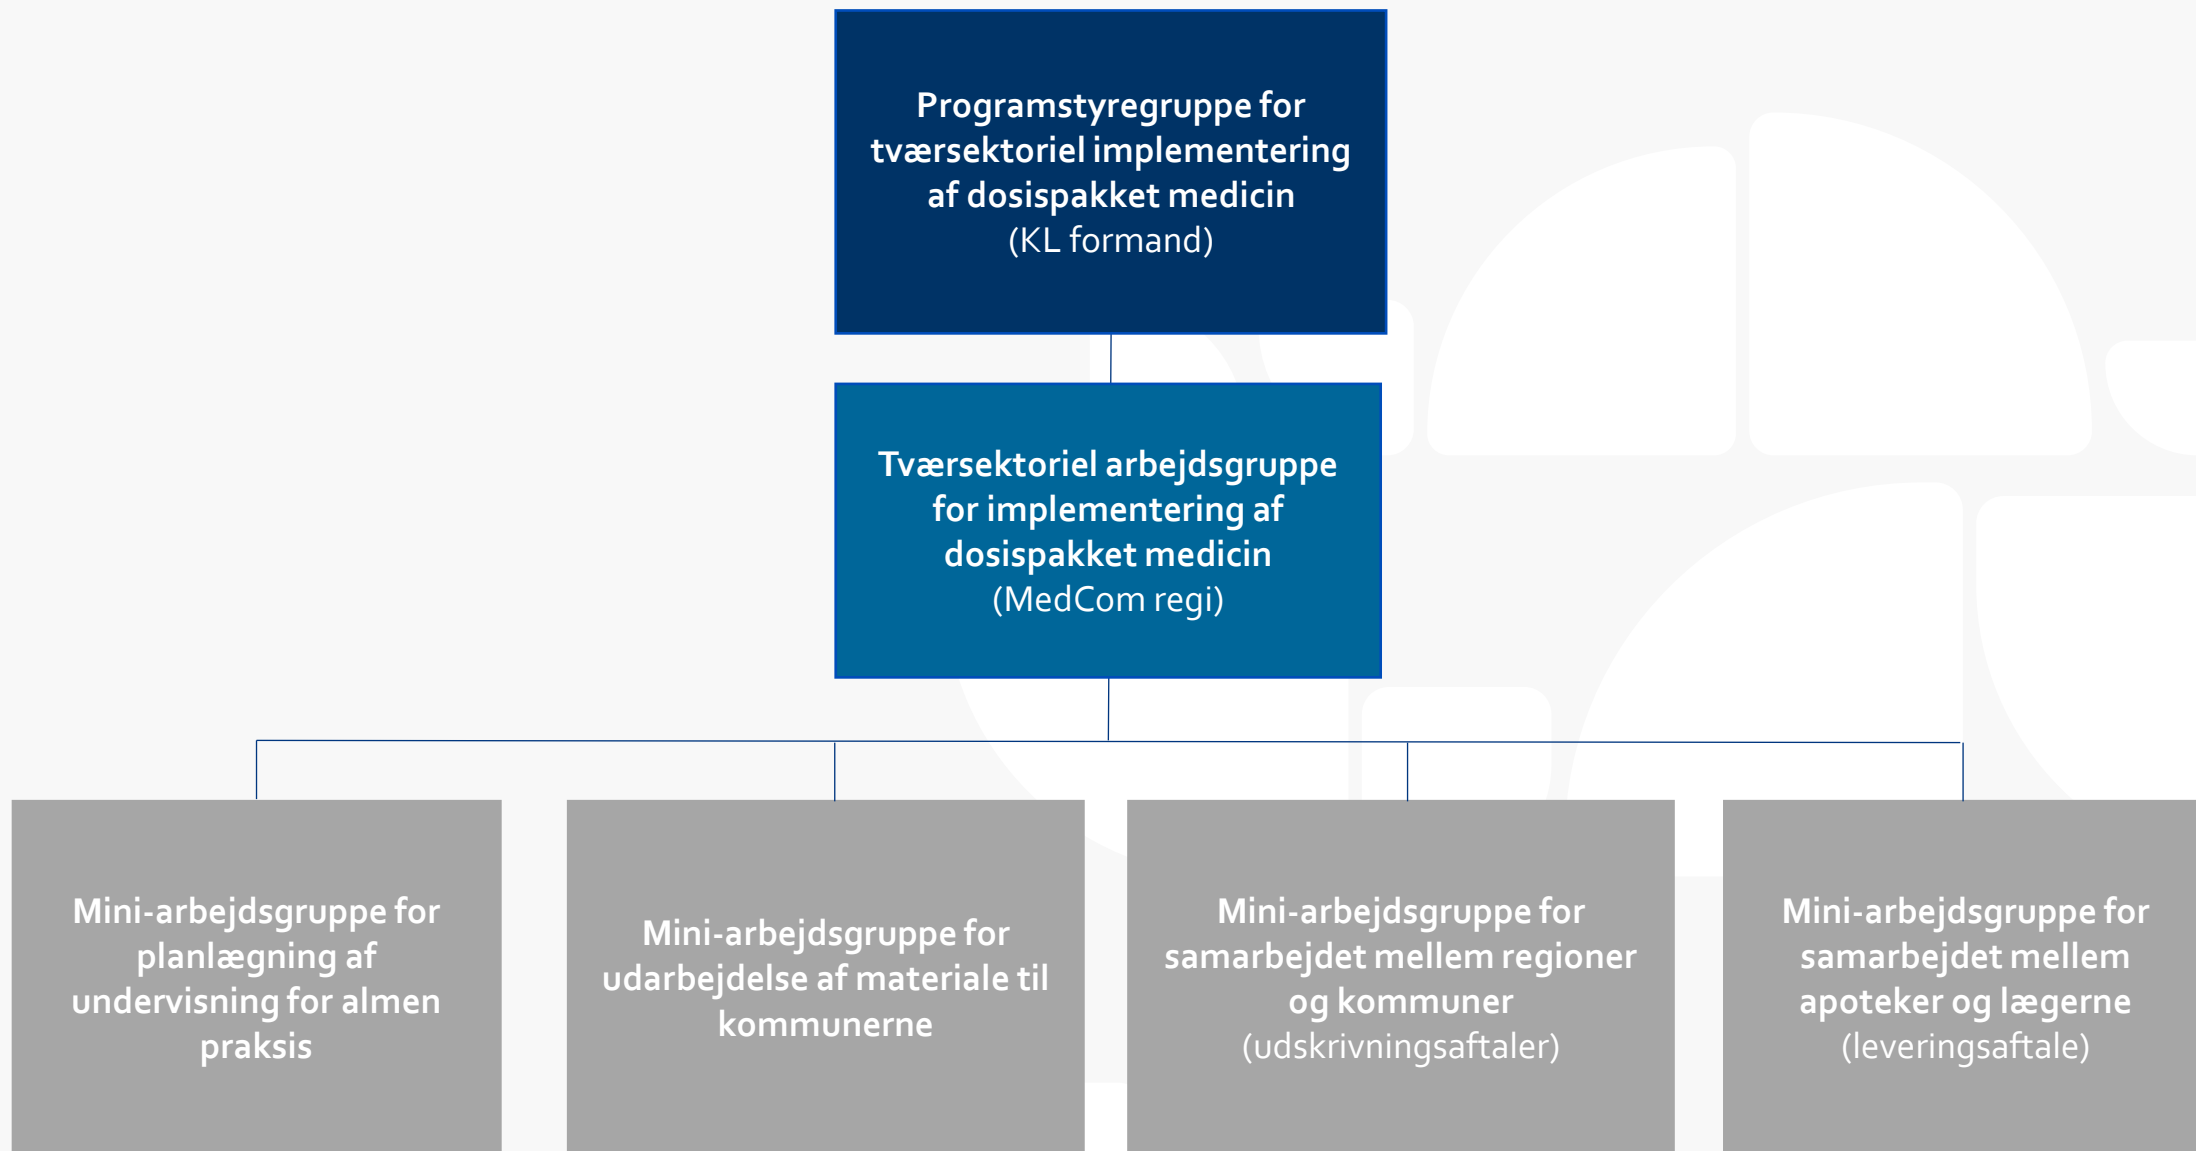 Programstyregruppe for
tværsektoriel implementering
af dosispakket medicin
(KL formand)
Tværsektoriel arbejdsgruppe
for implementering af
dosispakket medicin
(MedCom regi)
Mini-arbejdsgruppe for
planlægning af
undervisning for almen
praksis
Mini-arbejdsgruppe for
udarbejdelse af materiale til
kommunerne
Mini-arbejdsgruppe for
samarbejdet mellem regioner
og kommuner
(udskrivningsaftaler)
Mini-arbejdsgruppe for
samarbejdet mellem
apoteker og lægerne
(leveringsaftale)